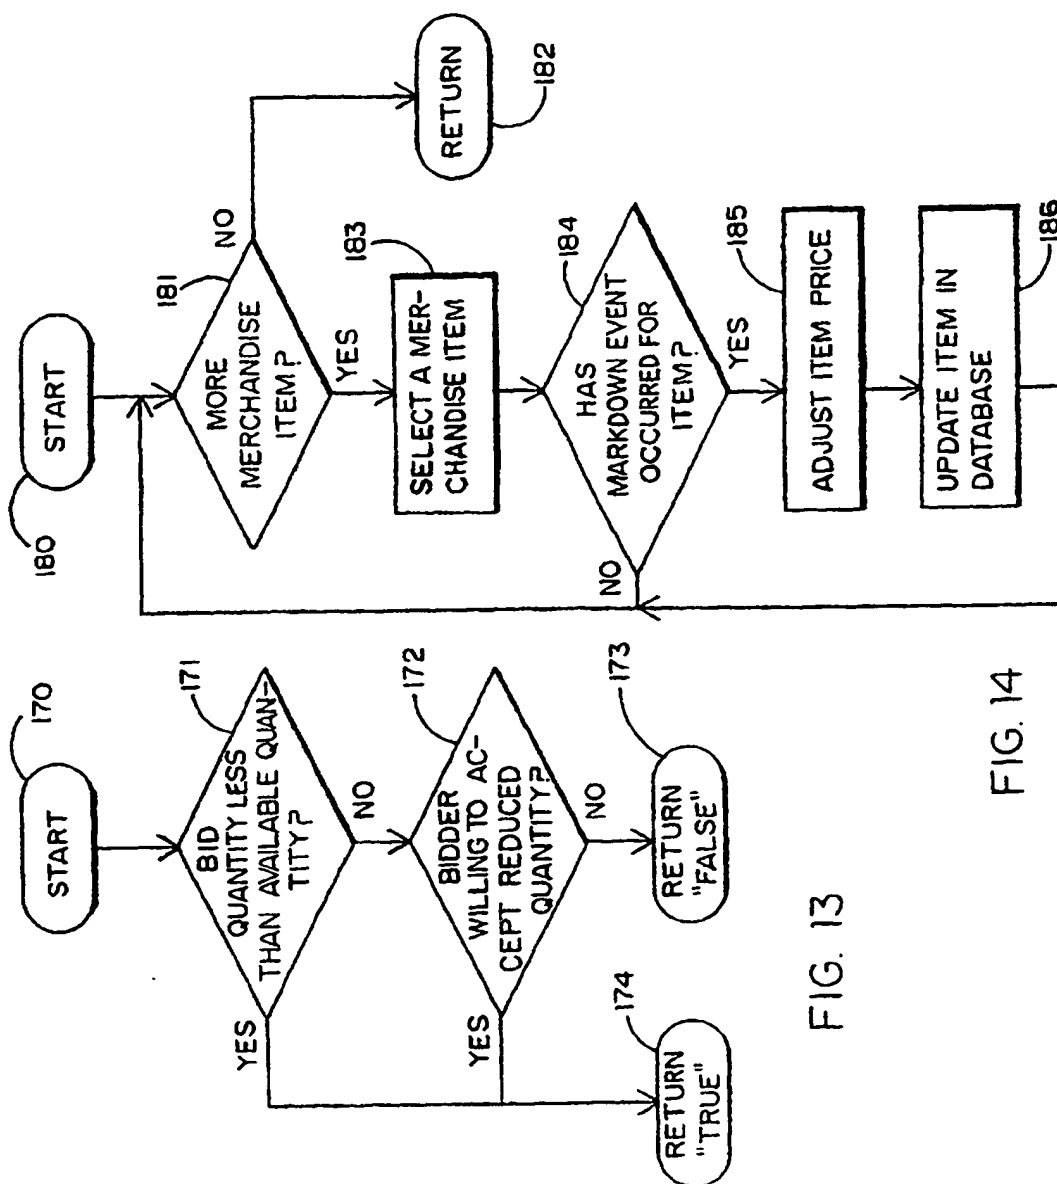 170
START
171
BID
QUANTITY LESS
THAN AVAILABLE QUAN-
TITY?
YES
NO
172
BIDDER
WILLING TO AC-
CEPT REDUCED
QUANTITY?
YES
NO
174
RETURN
"TRUE"
173
RETURN
"FALSE"
FIG. 13
180
START
181
MORE
MERCHANDISE
ITEM?
NO
YES
RETURN
182
183
SELECT A MER-
CHANDISE ITEM
184
HAS
MARKDOWN EVENT
OCCURRED FOR
ITEM?
NO
YES
185
ADJUST ITEM PRICE
186
UPDATE ITEM IN
DATABASE
FIG. 14